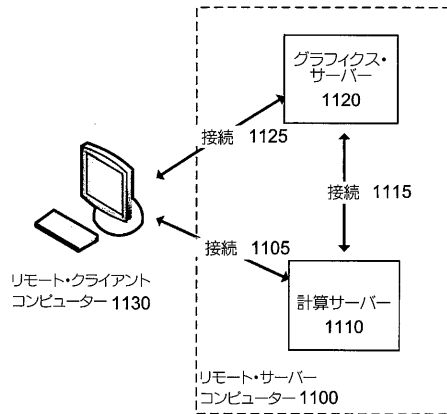 グラフィクス・
サーバー
1120
接続 1125
接続 1115
接続 1105
リモート・クライアント
コンピューター 1130
計算サーバー
1110
リモート・サーバー
コンピューター 1100